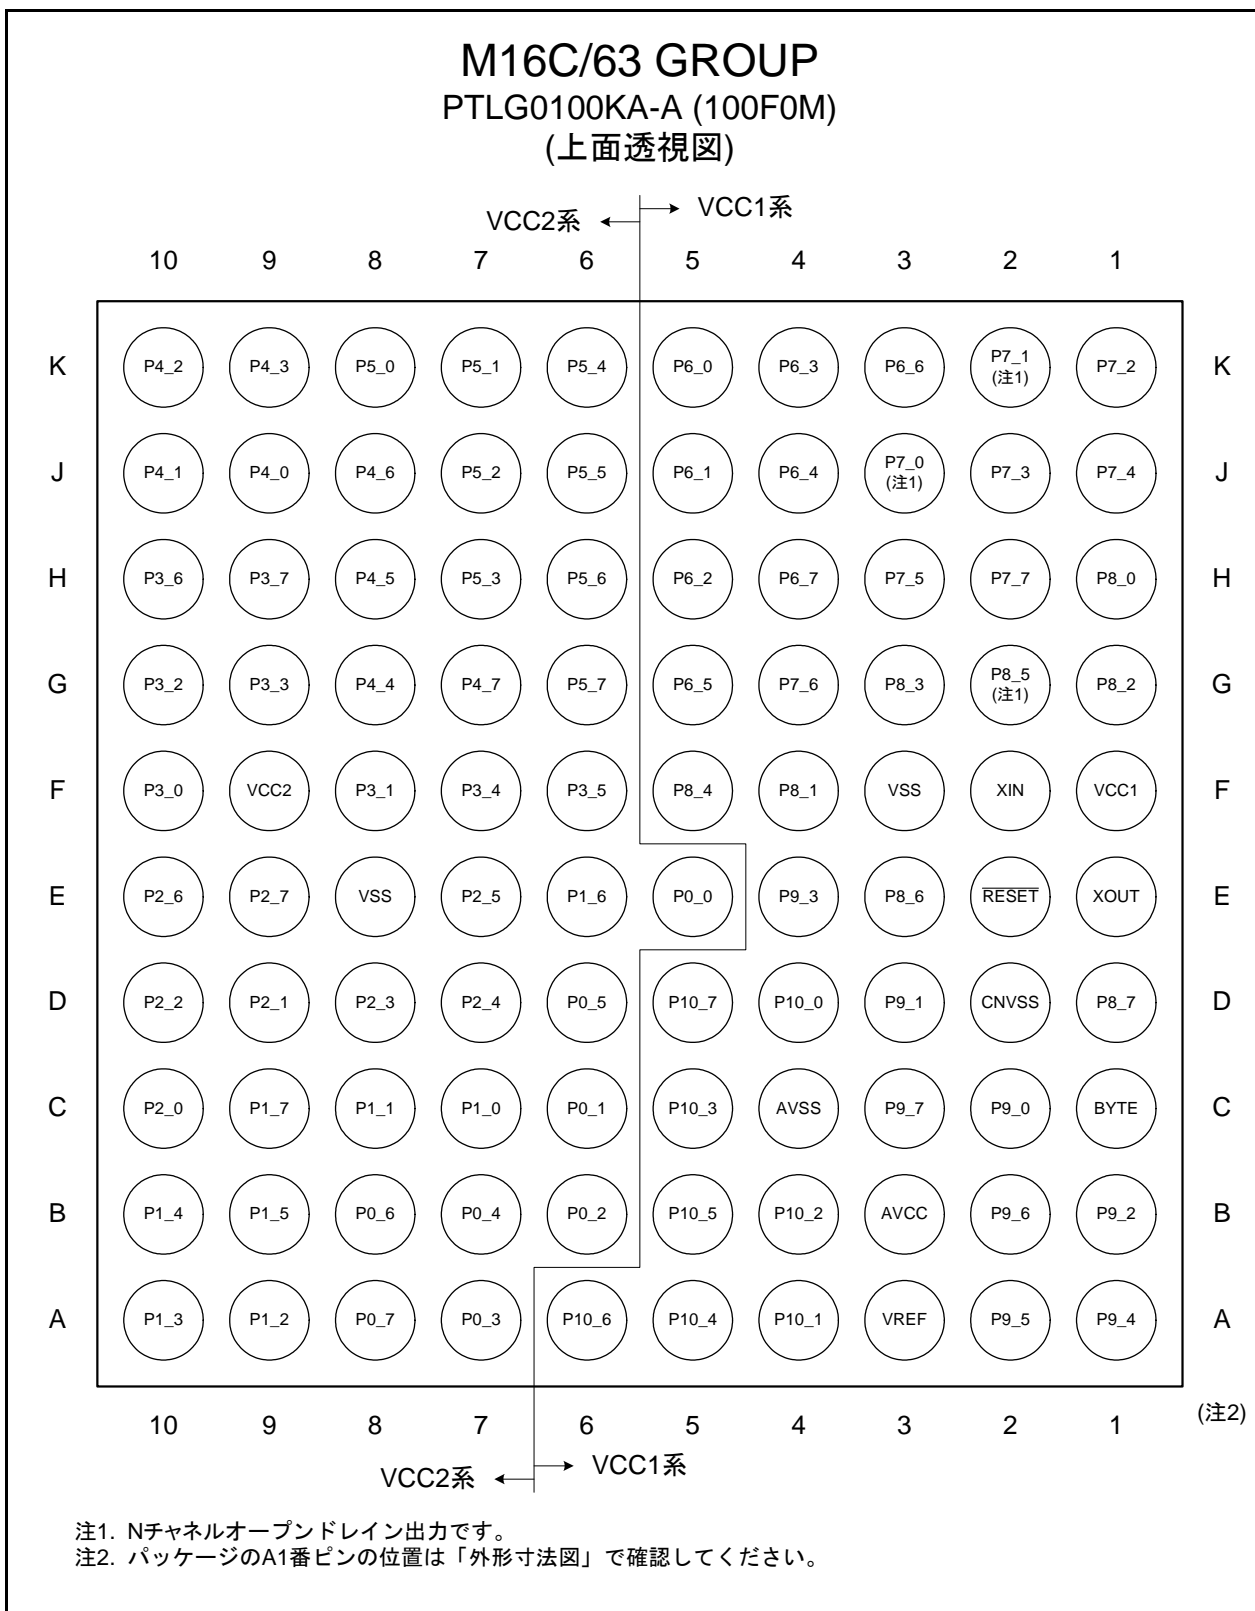 M16C/63 GROUP
PTLG0100KA-A (100F0M)
(上面透視図)
VCC2系 VCC1系
10 9 8 7 6 5 4 3 2 1
K P4_2 P4_3 P5_0 P5_1 P5_4 P6_0 P6_3 P6_6 P7_1 (注1) P7_2 K
J P4_1 P4_0 P4_6 P5_2 P5_5 P6_1 P6_4 P7_0 (注1) P7_3 P7_4 J
H P3_6 P3_7 P4_5 P5_3 P5_6 P6_2 P6_7 P7_5 P7_7 P8_0 H
G P3_2 P3_3 P4_4 P4_7 P5_7 P6_5 P7_6 P8_3 P8_5 (注1) P8_2 G
F P3_0 VCC2 P3_1 P3_4 P3_5 P8_4 P8_1 VSS XIN VCC1 F
E P2_6 P2_7 VSS P2_5 P1_6 P0_0 P9_3 P8_6 RESET XOUT E
D P2_2 P2_1 P2_3 P2_4 P0_5 P10_7 P10_0 P9_1 CNVSS P8_7 D
C P2_0 P1_7 P1_1 P1_0 P0_1 P10_3 AVSS P9_7 P9_0 BYTE C
B P1_4 P1_5 P0_6 P0_4 P0_2 P10_5 P10_2 AVCC P9_6 P9_2 B
A P1_3 P1_2 P0_7 P0_3 P10_6 P10_4 P10_1 VREF P9_5 P9_4 A
10 9 8 7 6 5 4 3 2 1 (注2)
VCC2系 VCC1系
注1. Nチャネルオープンドレイン出力です。
注2. パッケージのA1番ピンの位置は「外形寸法図」で確認してください。